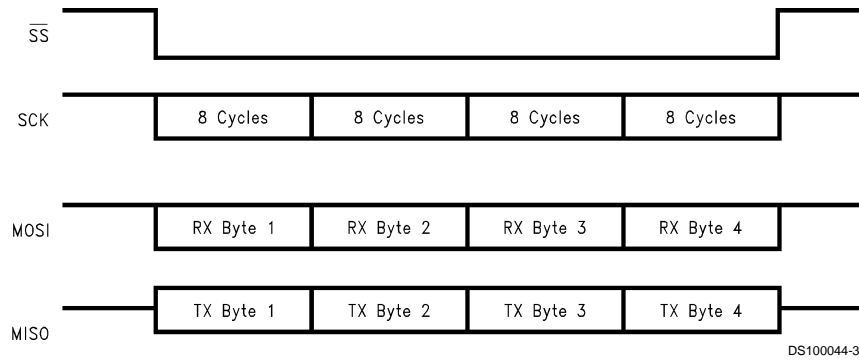 SS
SCK 8 Cycles 8 Cycles 8 Cycles 8 Cycles
MOSI RX Byte 1 RX Byte 2 RX Byte 3 RX Byte 4
MISO TX Byte 1 TX Byte 2 TX Byte 3 TX Byte 4
DS100044-3